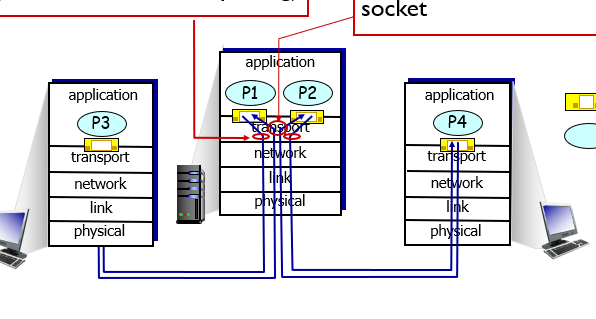 socket
application
P1
P2
transport
network
link
physical
application
P3
transport
network
link
physical
application
P4
transport
network
link
physical